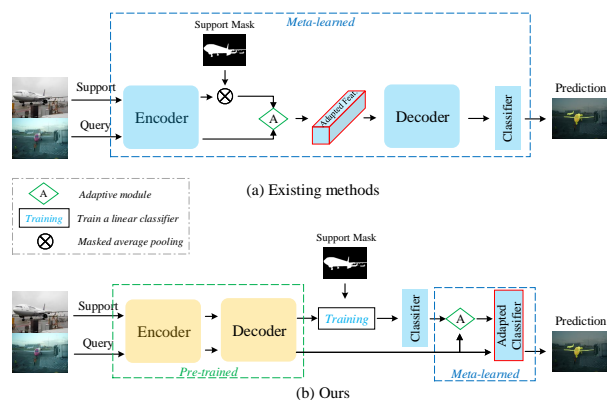 Support Mask
Meta-learned
Support
Query
Encoder
A
Adapted Feat
Decoder
Classifier
Prediction
(a) Existing methods
A
Adaptive module
Training
Train a linear classifier
Masked average pooling
Support Mask
Support
Query
Encoder
Decoder
Training
Classifier
A
Adapted
Classifier
Prediction
Pre-trained
Meta-learned
(b) Ours